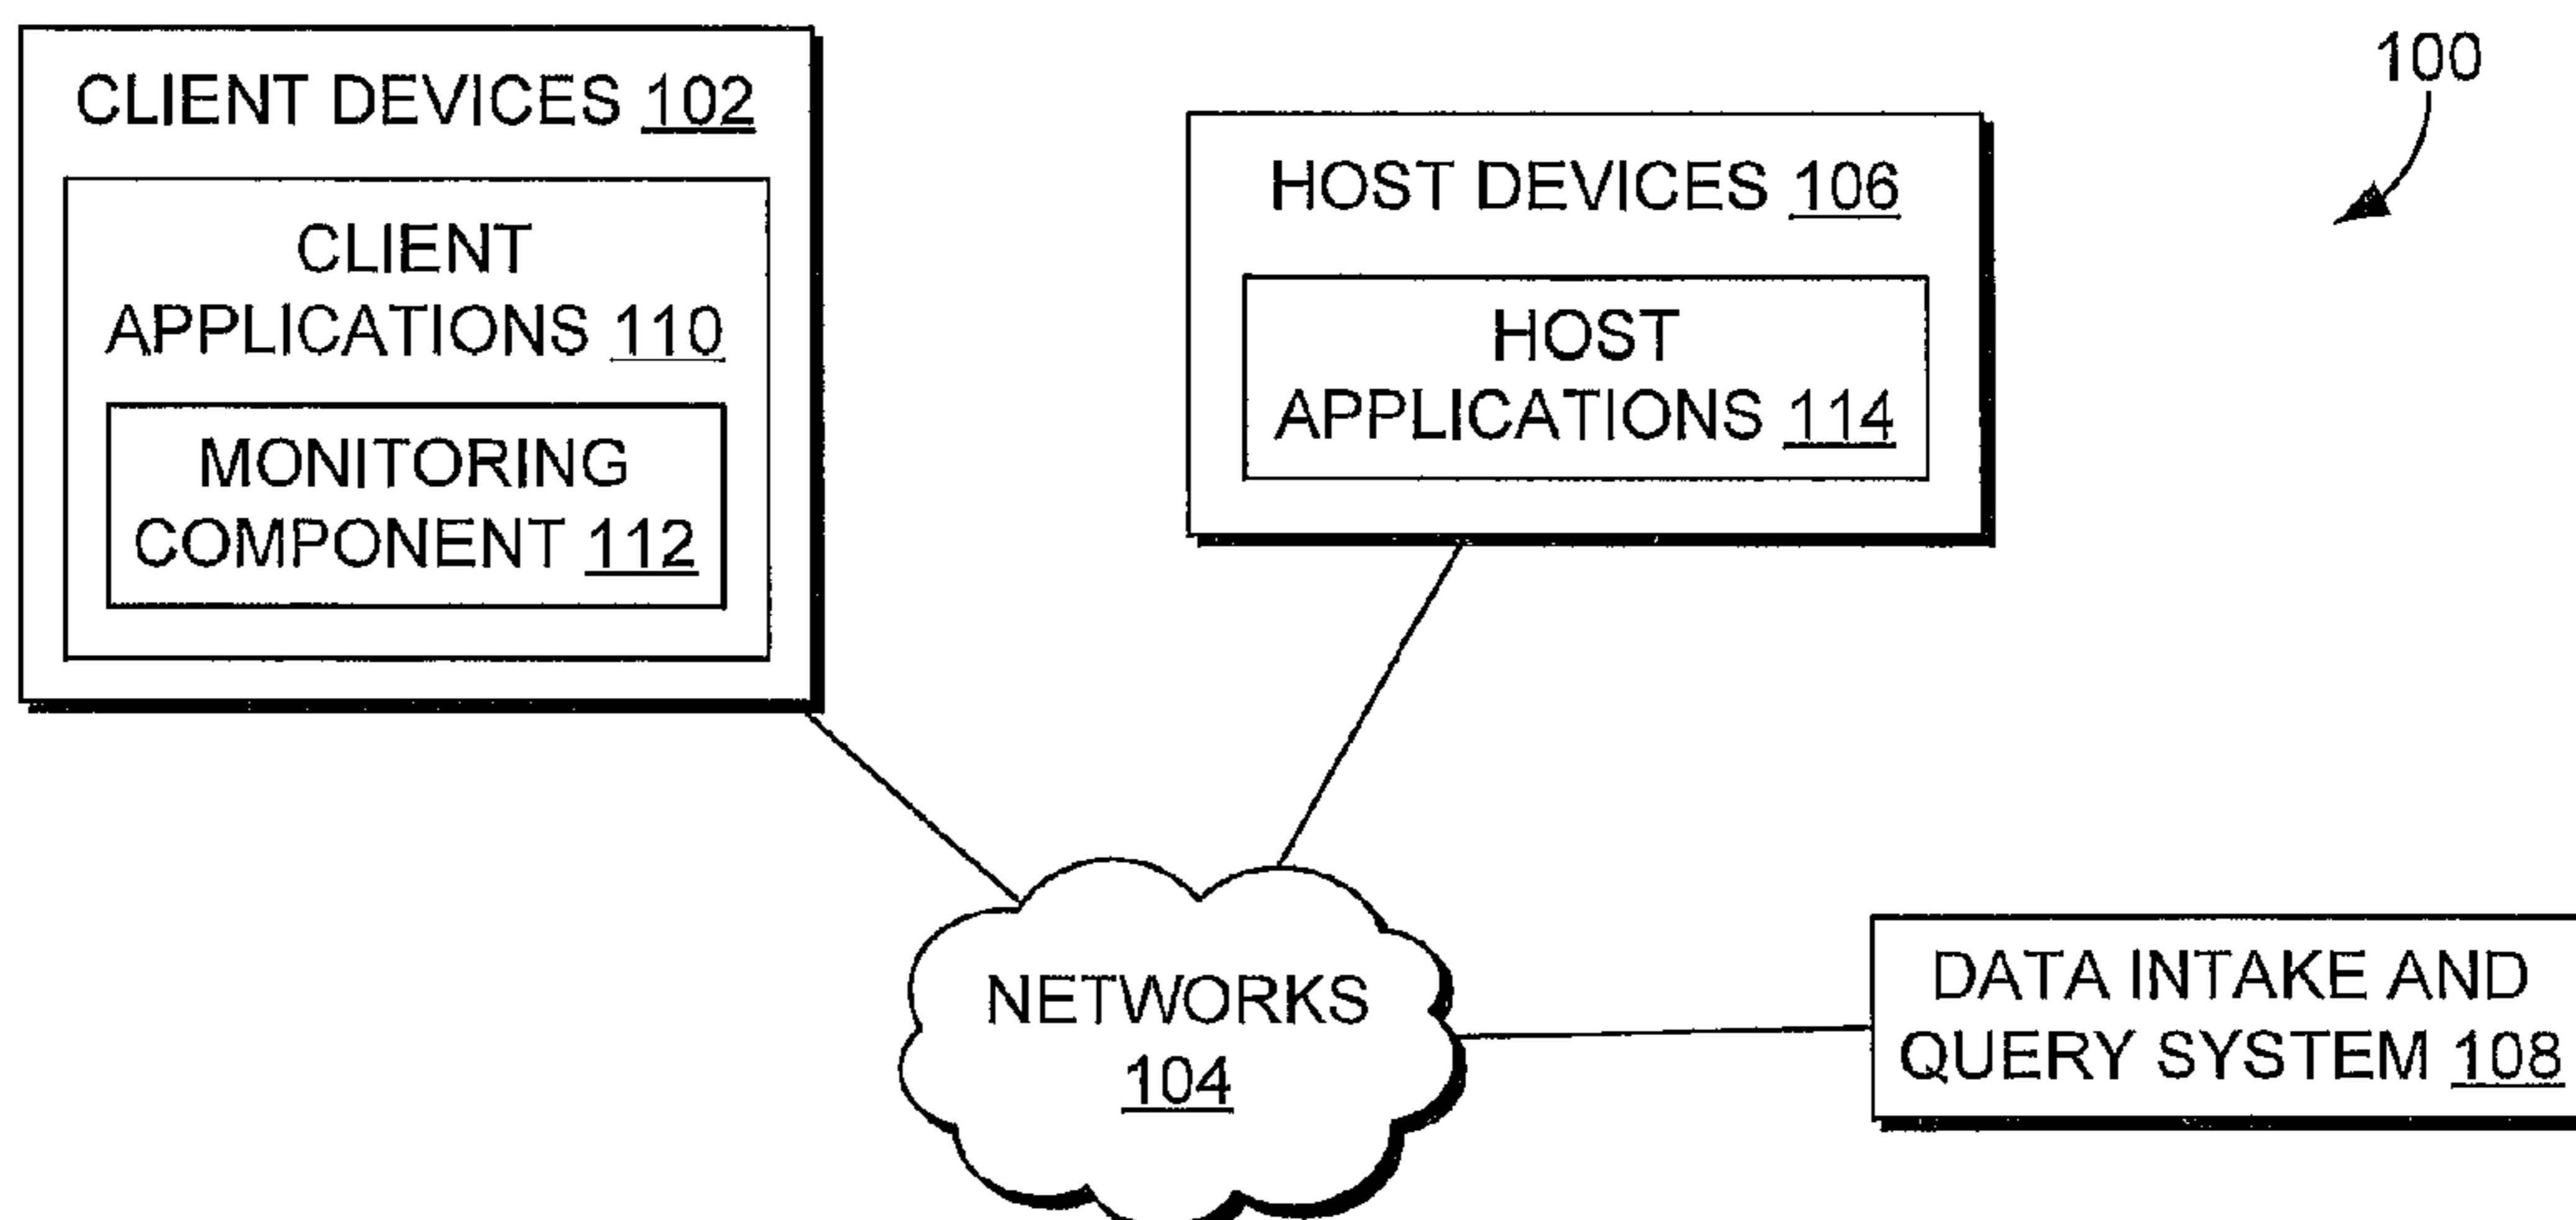 CLIENT DEVICES 102
CLIENT
APPLICATIONS 110
MONITORING
COMPONENT 112
HOST DEVICES 106
HOST
APPLICATIONS 114
100
NETWORKS
104
DATA INTAKE AND
QUERY SYSTEM 108